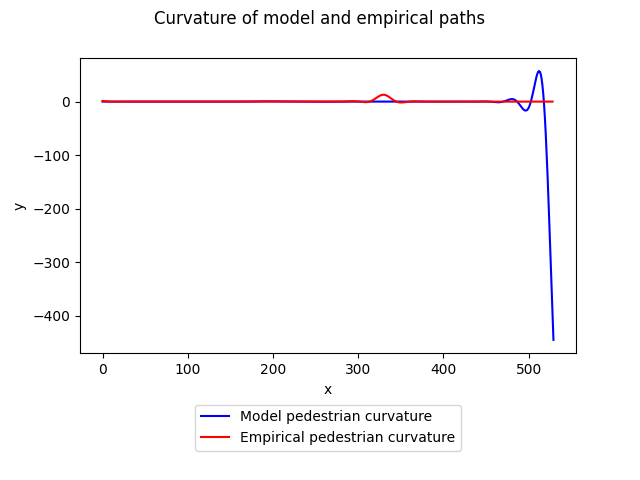 Curvature of model and empirical paths
0
−100
−200
−300
−400
y
0 100 200 300 400 500
x
Model pedestrian curvature
Empirical pedestrian curvature